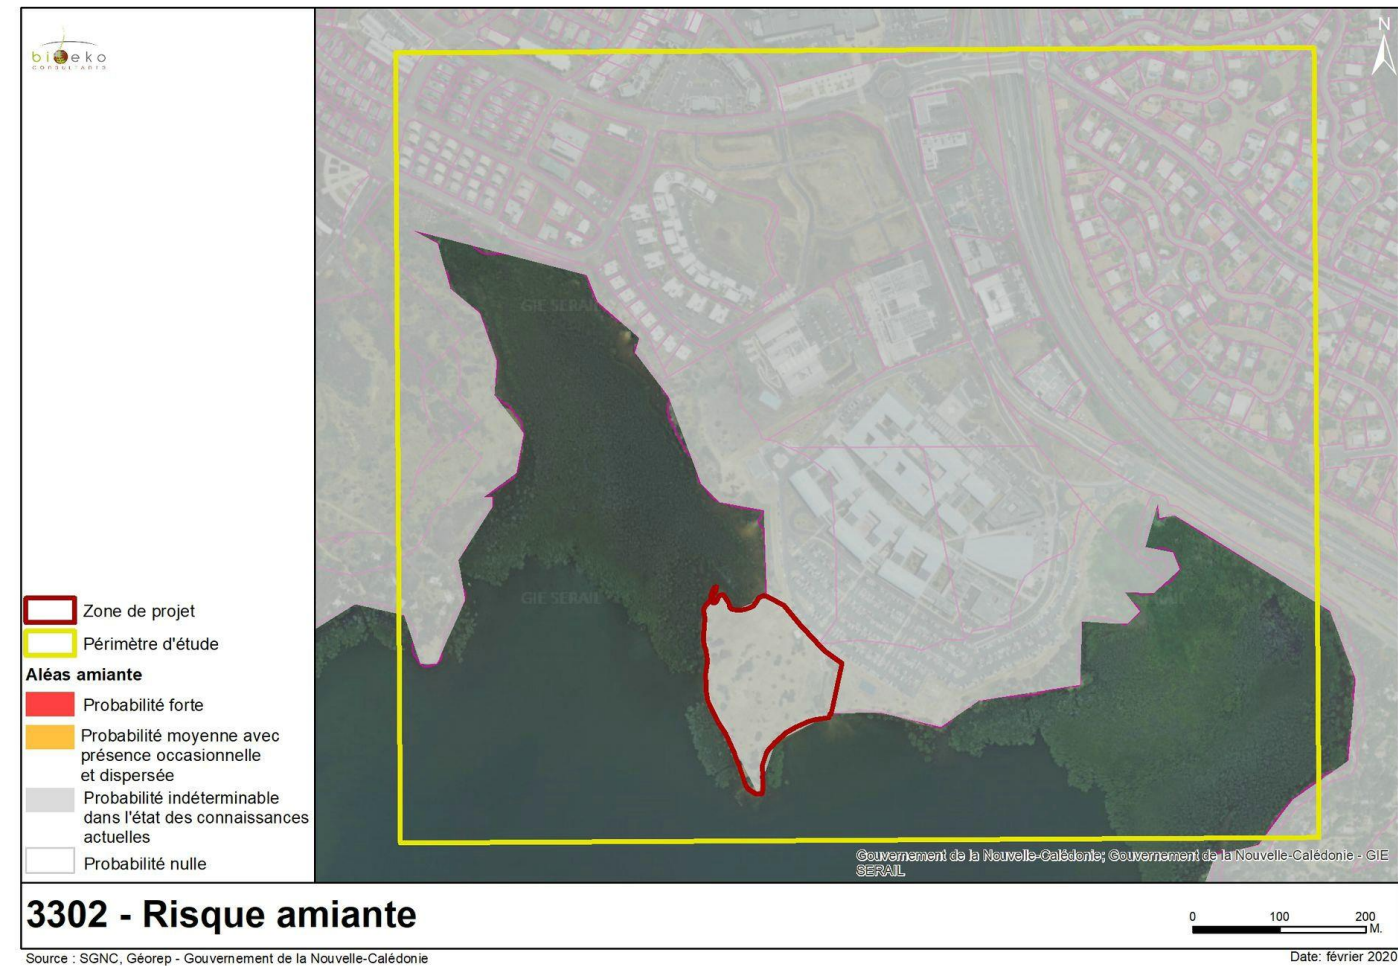 bioeko
CONSULTANTS
N
GIE SERAIL
GIE SERAIL
Zone de projet
Périmètre d'étude
Aléas amiante
Probabilité forte
Probabilité moyenne avec
présence occasionnelle
et dispersée
Probabilité indéterminable
dans l'état des connaissances
actuelles
Probabilité nulle
Gouvernement de la Nouvelle-Calédonie; Gouvernement de la Nouvelle-Calédonie - GIE
SERAIL
3302 - Risque amiante
0 100 200
M.
Source : SGNC, Géorep - Gouvernement de la Nouvelle-Calédonie
Date: février 2020